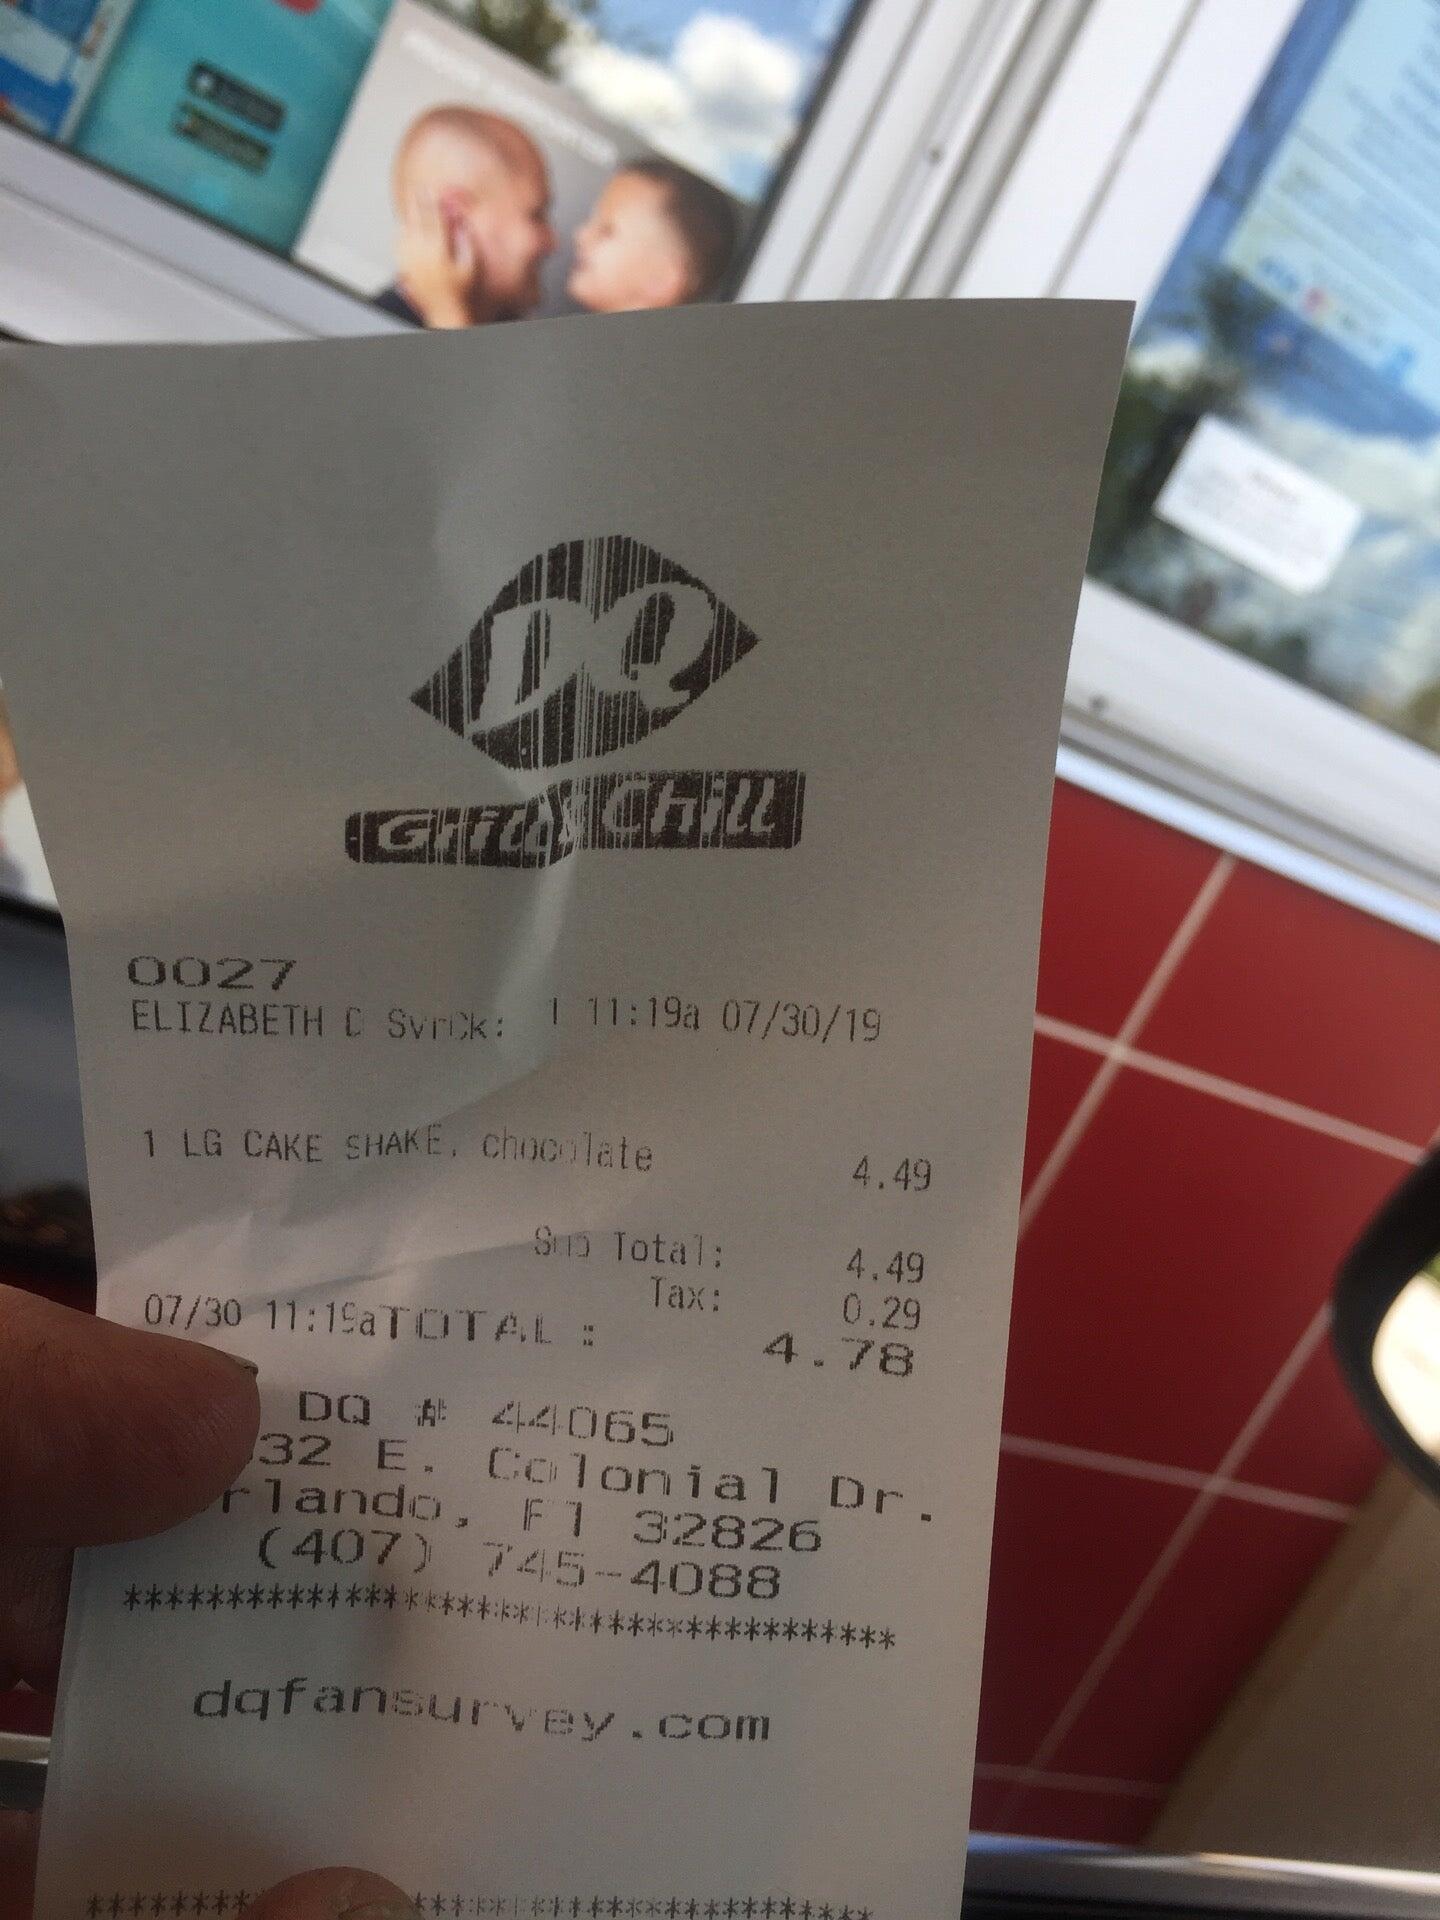 DQ
Grill & Chill
0027
ELIZABETH D SvrCk: 1 11:19a 07/30/19
1 LG CAKE SHAKE, chocolate 4.49
Sub Total: 4.49
Tax: 0.29
07/30 11:19aTOTAL: 4.78
DQ # 44065
32 E. Colonial Dr.
rlando, Fl 32826
(407) 745-4088
************************************
dqfansurvey.com
************************************